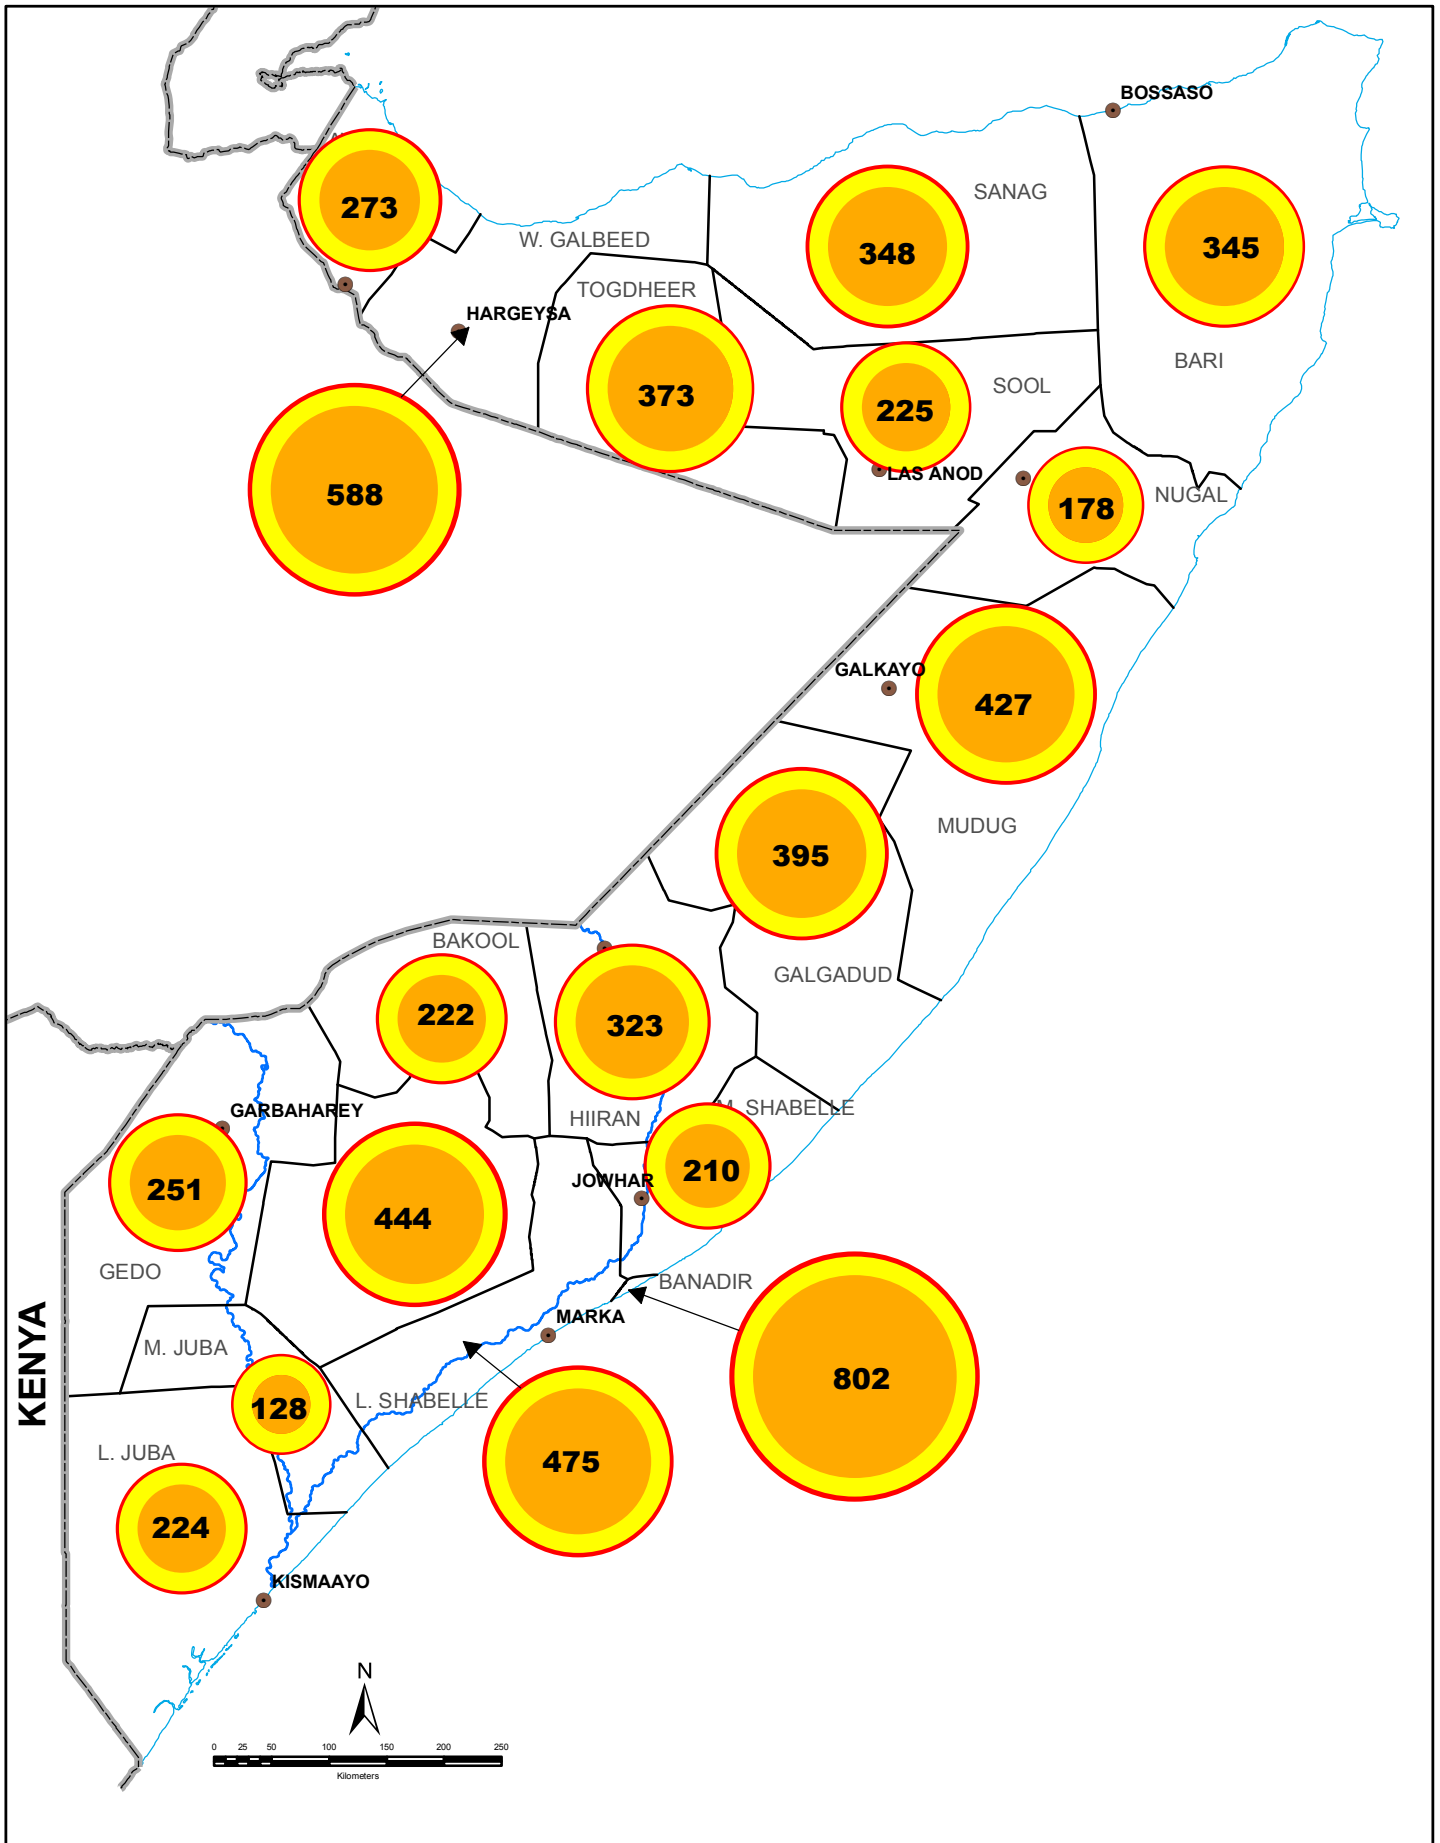 BOSSASO
SANAG
273
348
345
W. GALBEED
TOGDHEER
HARGEYSA
BARI
373
225
SOOL
LAS ANOD
588
178
NUGAL
GALKAYO
427
MUDUG
395
BAKOOL
GALGADUD
222
323
GARBAHAREY
HIIRAN
M. SHABELLE
251
210
JOWHAR
444
GEDO
BANADIR
MARKA
KENYA
M. JUBA
802
128
L. SHABELLE
L. JUBA
475
224
KISMAAYO
N
0 25 50 100 150 200 250
Kilometers